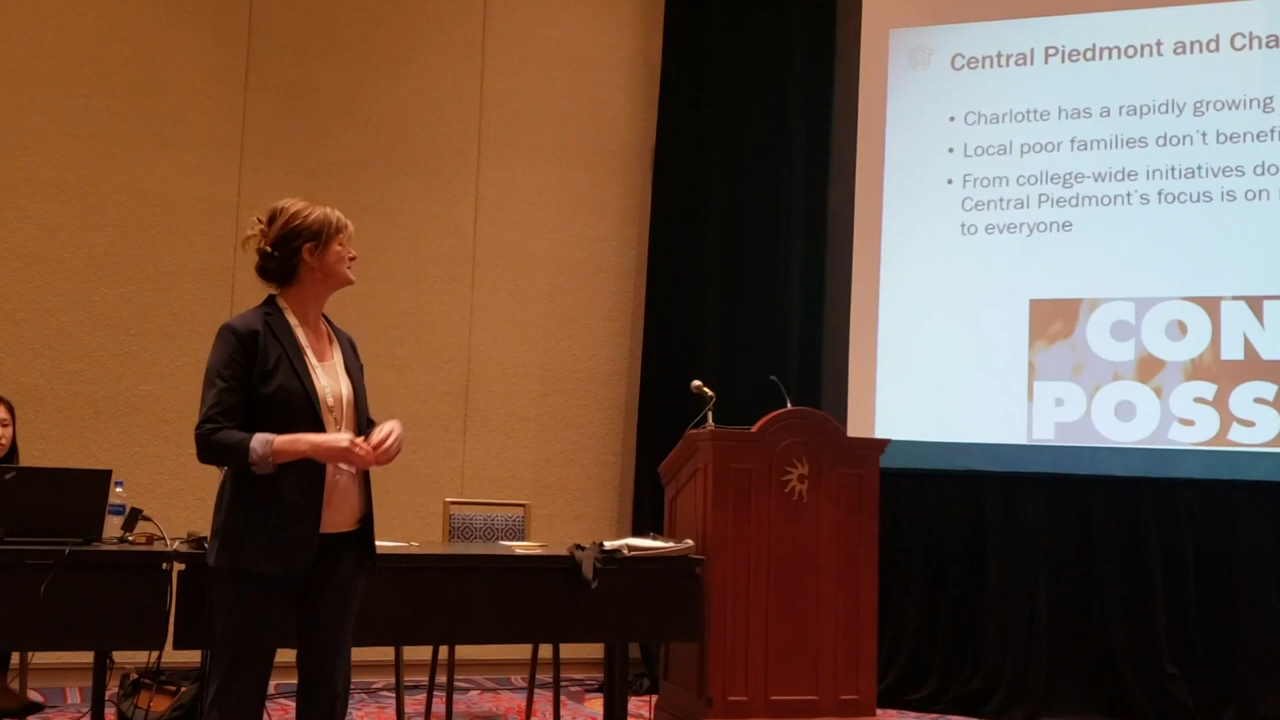 Central Piedmont and Cha
• Charlotte has a rapidly growing
• Local poor families don't benefi
• From college-wide initiatives do
Central Piedmont's focus is on
to everyone
CON
POSS